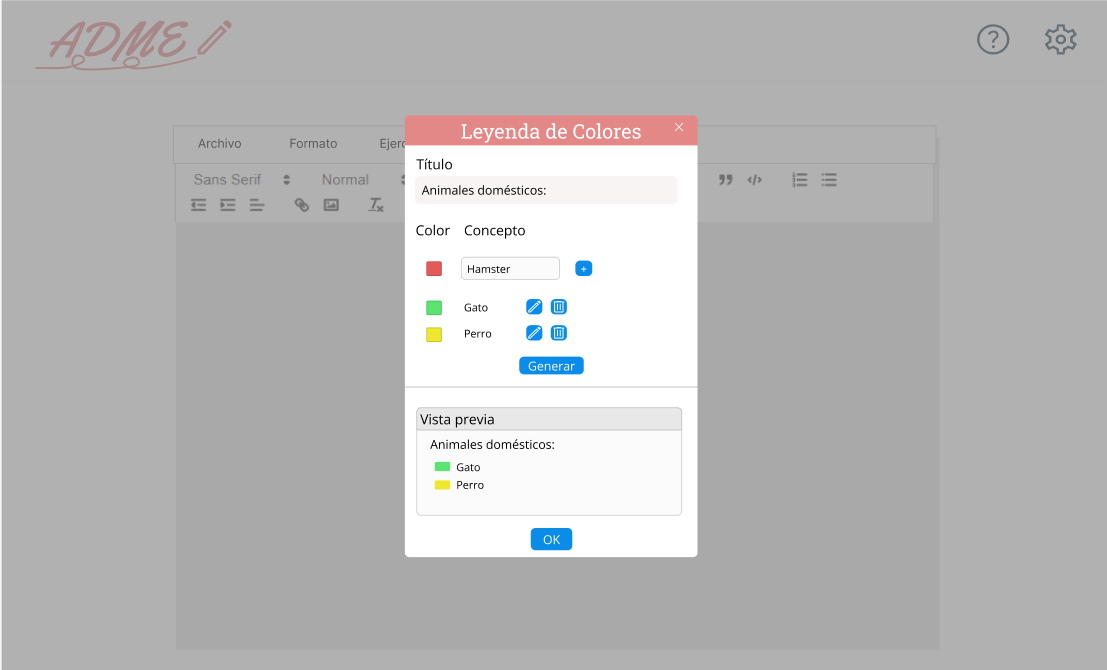 ADME
Archivo Formato
Leyenda de Colores
Sans Serif Normal
Título
Animales domésticos:
Color Concepto
Hamster +
Gato
Perro
Generar
Vista previa
Animales domésticos:
Gato
Perro
OK